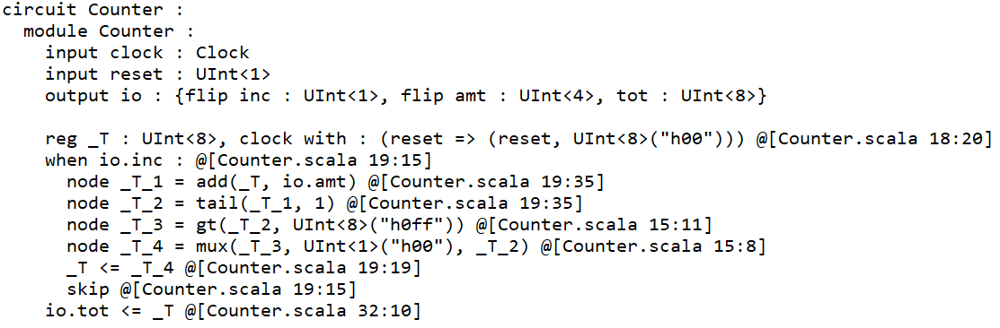 circuit Counter :
  module Counter :
    input clock : Clock
    input reset : UInt<1>
    output io : {flip inc : UInt<1>, flip amt : UInt<4>, tot : UInt<8>}

    reg _T : UInt<8>, clock with : (reset => (reset, UInt<8>("h00"))) @[Counter.scala 18:20]
    when io.inc : @[Counter.scala 19:15]
      node _T_1 = add(_T, io.amt) @[Counter.scala 19:35]
      node _T_2 = tail(_T_1, 1) @[Counter.scala 19:35]
      node _T_3 = gt(_T_2, UInt<8>("h0ff")) @[Counter.scala 15:11]
      node _T_4 = mux(_T_3, UInt<1>("h00"), _T_2) @[Counter.scala 15:8]
      _T <= _T_4 @[Counter.scala 19:19]
      skip @[Counter.scala 19:15]
    io.tot <= _T @[Counter.scala 32:10]